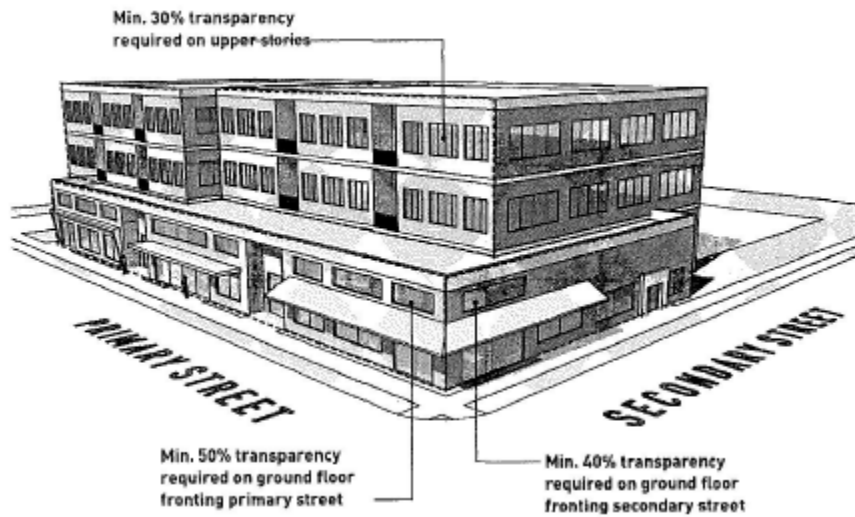 Min. 30% transparency
required on upper stories
PRIMARY STREET
SECONDARY STREET
Min. 50% transparency
required on ground floor
fronting primary street
Min. 40% transparency
required on ground floor
fronting secondary street